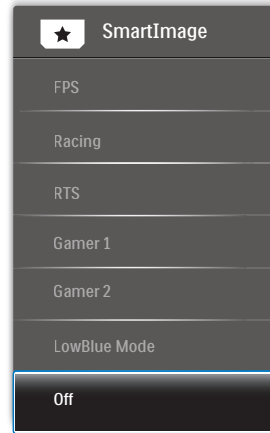 SmartImage
FPS
Racing
RTS
Gamer 1
Gamer 2
LowBlue Mode
Off